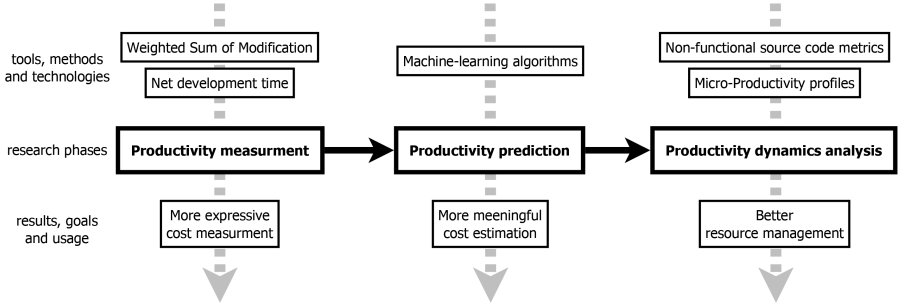 tools, methods
and technologies
Weighted Sum of Modification
Net development time
Machine-learning algorithms
Non-functional source code metrics
Micro-Productivity profiles
research phases
Productivity measurment
Productivity prediction
Productivity dynamics analysis
results, goals
and usage
More expressive
cost measurment
More meeningful
cost estimation
Better
resource management